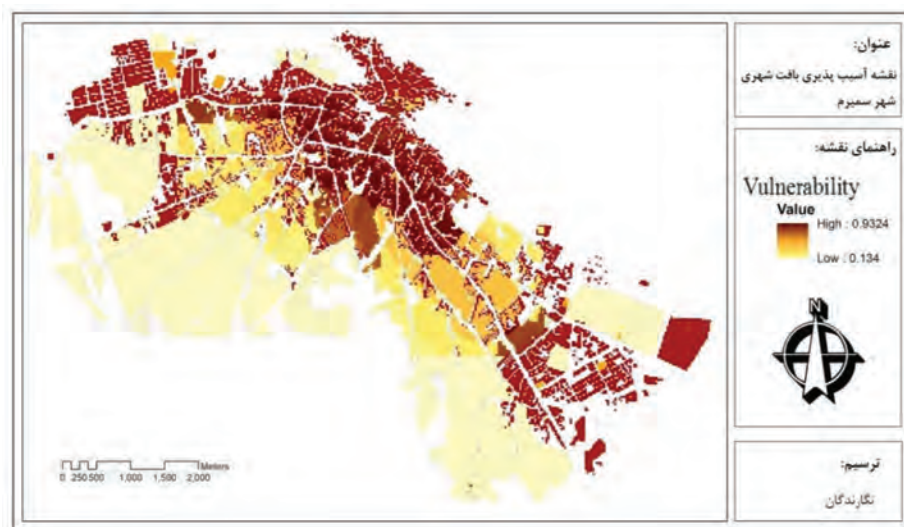 عنوان:
نقشه آسیب پذیری بافت شهری
شهر سمیرم
راهنمای نقشه:
Vulnerability
Value
High : 0.9324
Low : 0.134
N
ترسیم:
نگارندگان
Meters
0 250 500 1,000 1,500 2,000